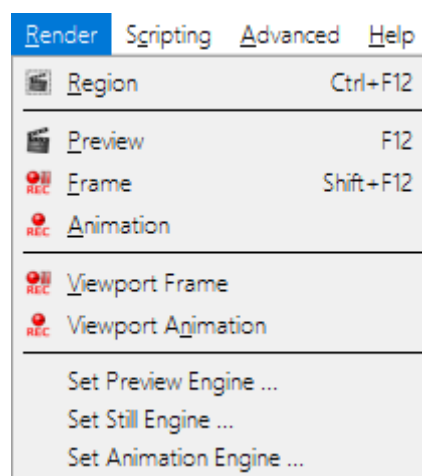 Render Scripting Advanced Help
Region Ctrl+F12
Preview F12
REC Frame Shift+F12
REC Animation
REC Viewport Frame
REC Viewport Animation
Set Preview Engine ...
Set Still Engine ...
Set Animation Engine ...